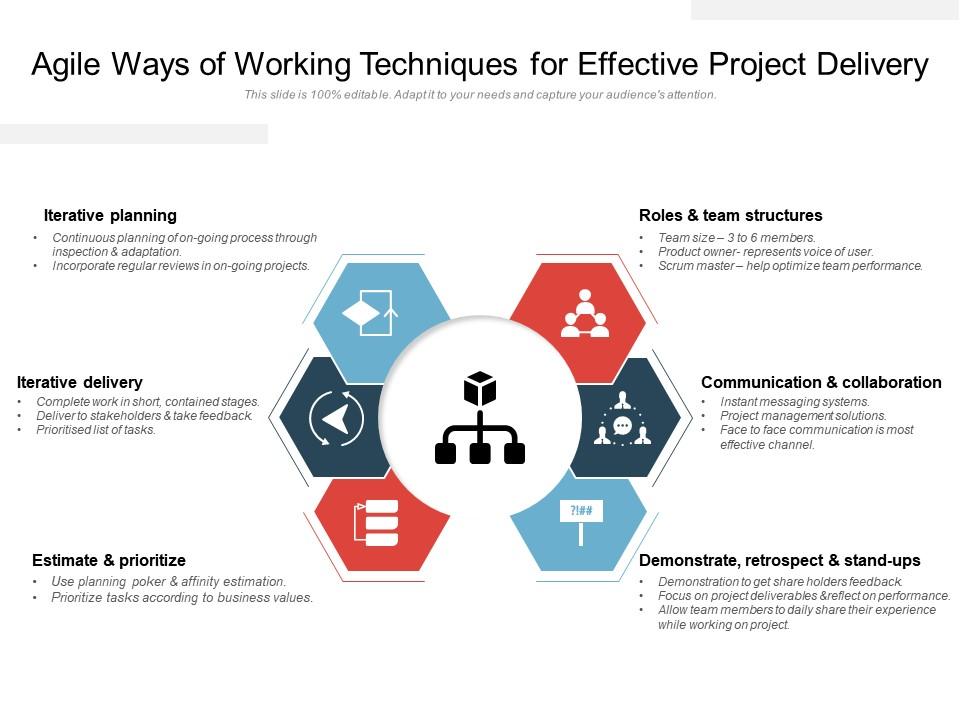 Agile Ways of Working Techniques for Effective Project Delivery
This slide is 100% editable. Adapt it to your needs and capture your audience's attention.
Iterative planning
• Continuous planning of on-going process through
inspection & adaptation.
• Incorporate regular reviews in on-going projects.
Iterative delivery
• Complete work in short, contained stages.
• Deliver to stakeholders & take feedback.
• Prioritised list of tasks.
Estimate & prioritize
• Use planning poker & affinity estimation.
• Prioritize tasks according to business values.
Roles & team structures
• Team size – 3 to 6 members.
• Product owner- represents voice of user.
• Scrum master – help optimize team performance.
Communication & collaboration
• Instant messaging systems.
• Project management solutions.
• Face to face communication is most
effective channel.
?!##
Demonstrate, retrospect & stand-ups
• Demonstration to get share holders feedback.
• Focus on project deliverables &reflect on performance.
• Allow team members to daily share their experience
while working on project.